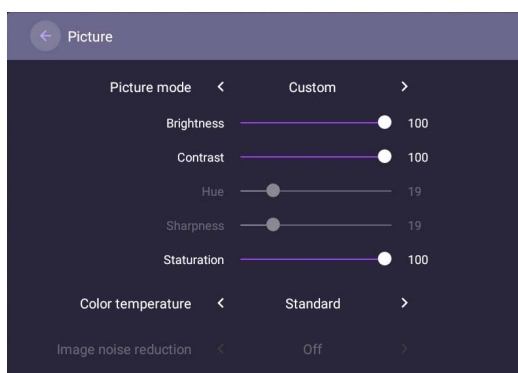 Picture
Picture mode < Custom >
Brightness 100
Contrast 100
Hue 19
Sharpness 19
Staturation 100
Color temperature < Standard >
Image noise reduction < Off >